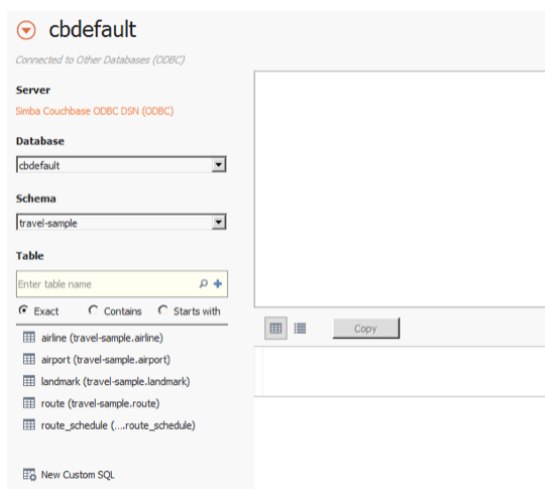 cbdefault
Connected to Other Databases (ODBC)
Server
Simba Couchbase ODBC DSN (ODBC)
Database
cbdefault
Schema
travel-sample
Table
Enter table name
Exact Contains Starts with
Copy
airline (travel-sample.airline)
airport (travel-sample.airport)
landmark (travel-sample.landmark)
route (travel-sample.route)
route_schedule (....route_schedule)
New Custom SQL